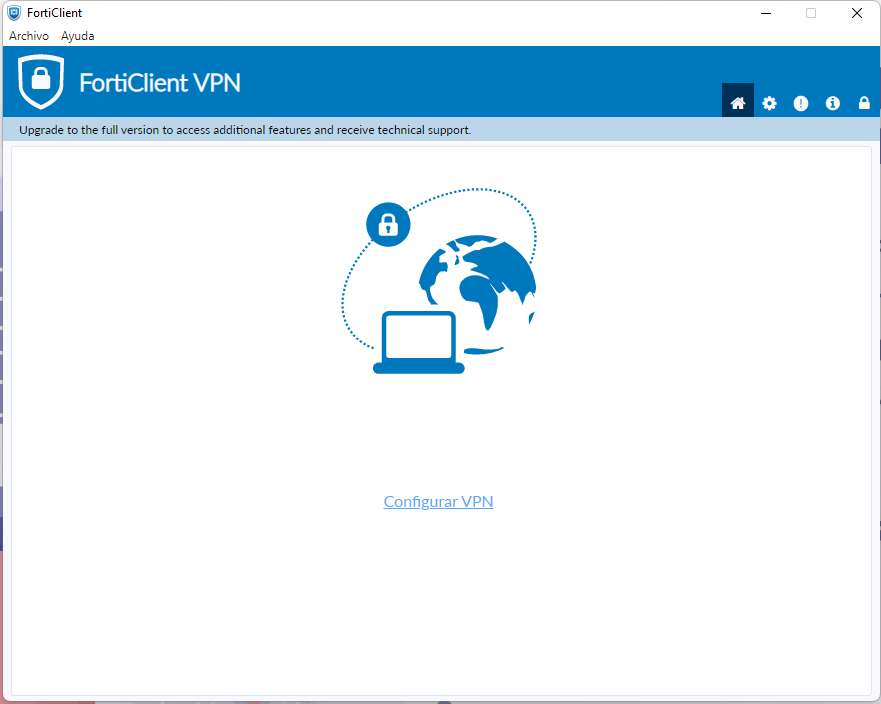 FortiClient
Archivo Ayuda
FortiClient VPN
Upgrade to the full version to access additional features and receive technical support.
Configurar VPN